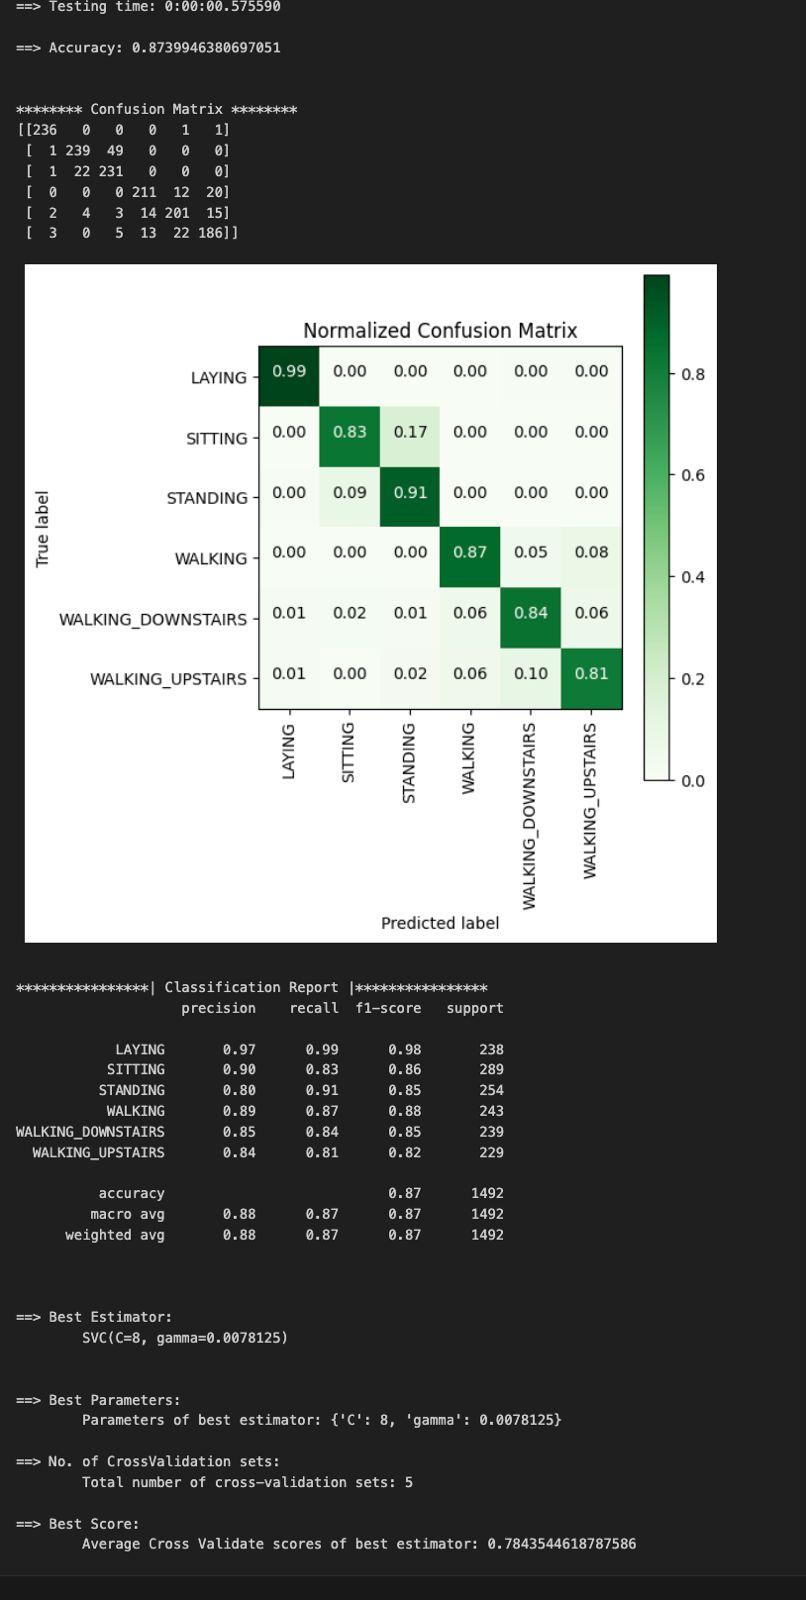 ==> Testing time: 0:00:00.575590
==> Accuracy: 0.8739946380697051
******** Confusion Matrix ********
[[236   0   0   0   1   1]
 [  1 239  49   0   0   0]
 [  1  22 231   0   0   0]
 [  0   0   0 211  12  20]
 [  2   4   3  14 201  15]
 [  3   0   5  13  22 186]]
Normalized Confusion Matrix
LAYING 0.99 0.00 0.00 0.00 0.00 0.00
SITTING 0.00 0.83 0.17 0.00 0.00 0.00
STANDING 0.00 0.09 0.91 0.00 0.00 0.00
WALKING 0.00 0.00 0.00 0.87 0.05 0.08
WALKING_DOWNSTAIRS 0.01 0.02 0.01 0.06 0.84 0.06
WALKING_UPSTAIRS 0.01 0.00 0.02 0.06 0.10 0.81
True label
LAYING
SITTING
STANDING
WALKING
WALKING_DOWNSTAIRS
WALKING_UPSTAIRS
Predicted label
0.8
0.6
0.4
0.2
0.0
****************| Classification Report |****************
precision    recall  f1-score   support
LAYING       0.97      0.99      0.98       238
SITTING       0.90      0.83      0.86       289
STANDING       0.80      0.91      0.85       254
WALKING       0.89      0.87      0.88       243
WALKING_DOWNSTAIRS       0.85      0.84      0.85       239
WALKING_UPSTAIRS       0.84      0.81      0.82       229
accuracy                           0.87      1492
macro avg       0.88      0.87      0.87      1492
weighted avg       0.88      0.87      0.87      1492
==> Best Estimator:
SVC(C=8, gamma=0.0078125)
==> Best Parameters:
Parameters of best estimator: {'C': 8, 'gamma': 0.0078125}
==> No. of CrossValidation sets:
Total number of cross-validation sets: 5
==> Best Score:
Average Cross Validate scores of best estimator: 0.7843544618787586